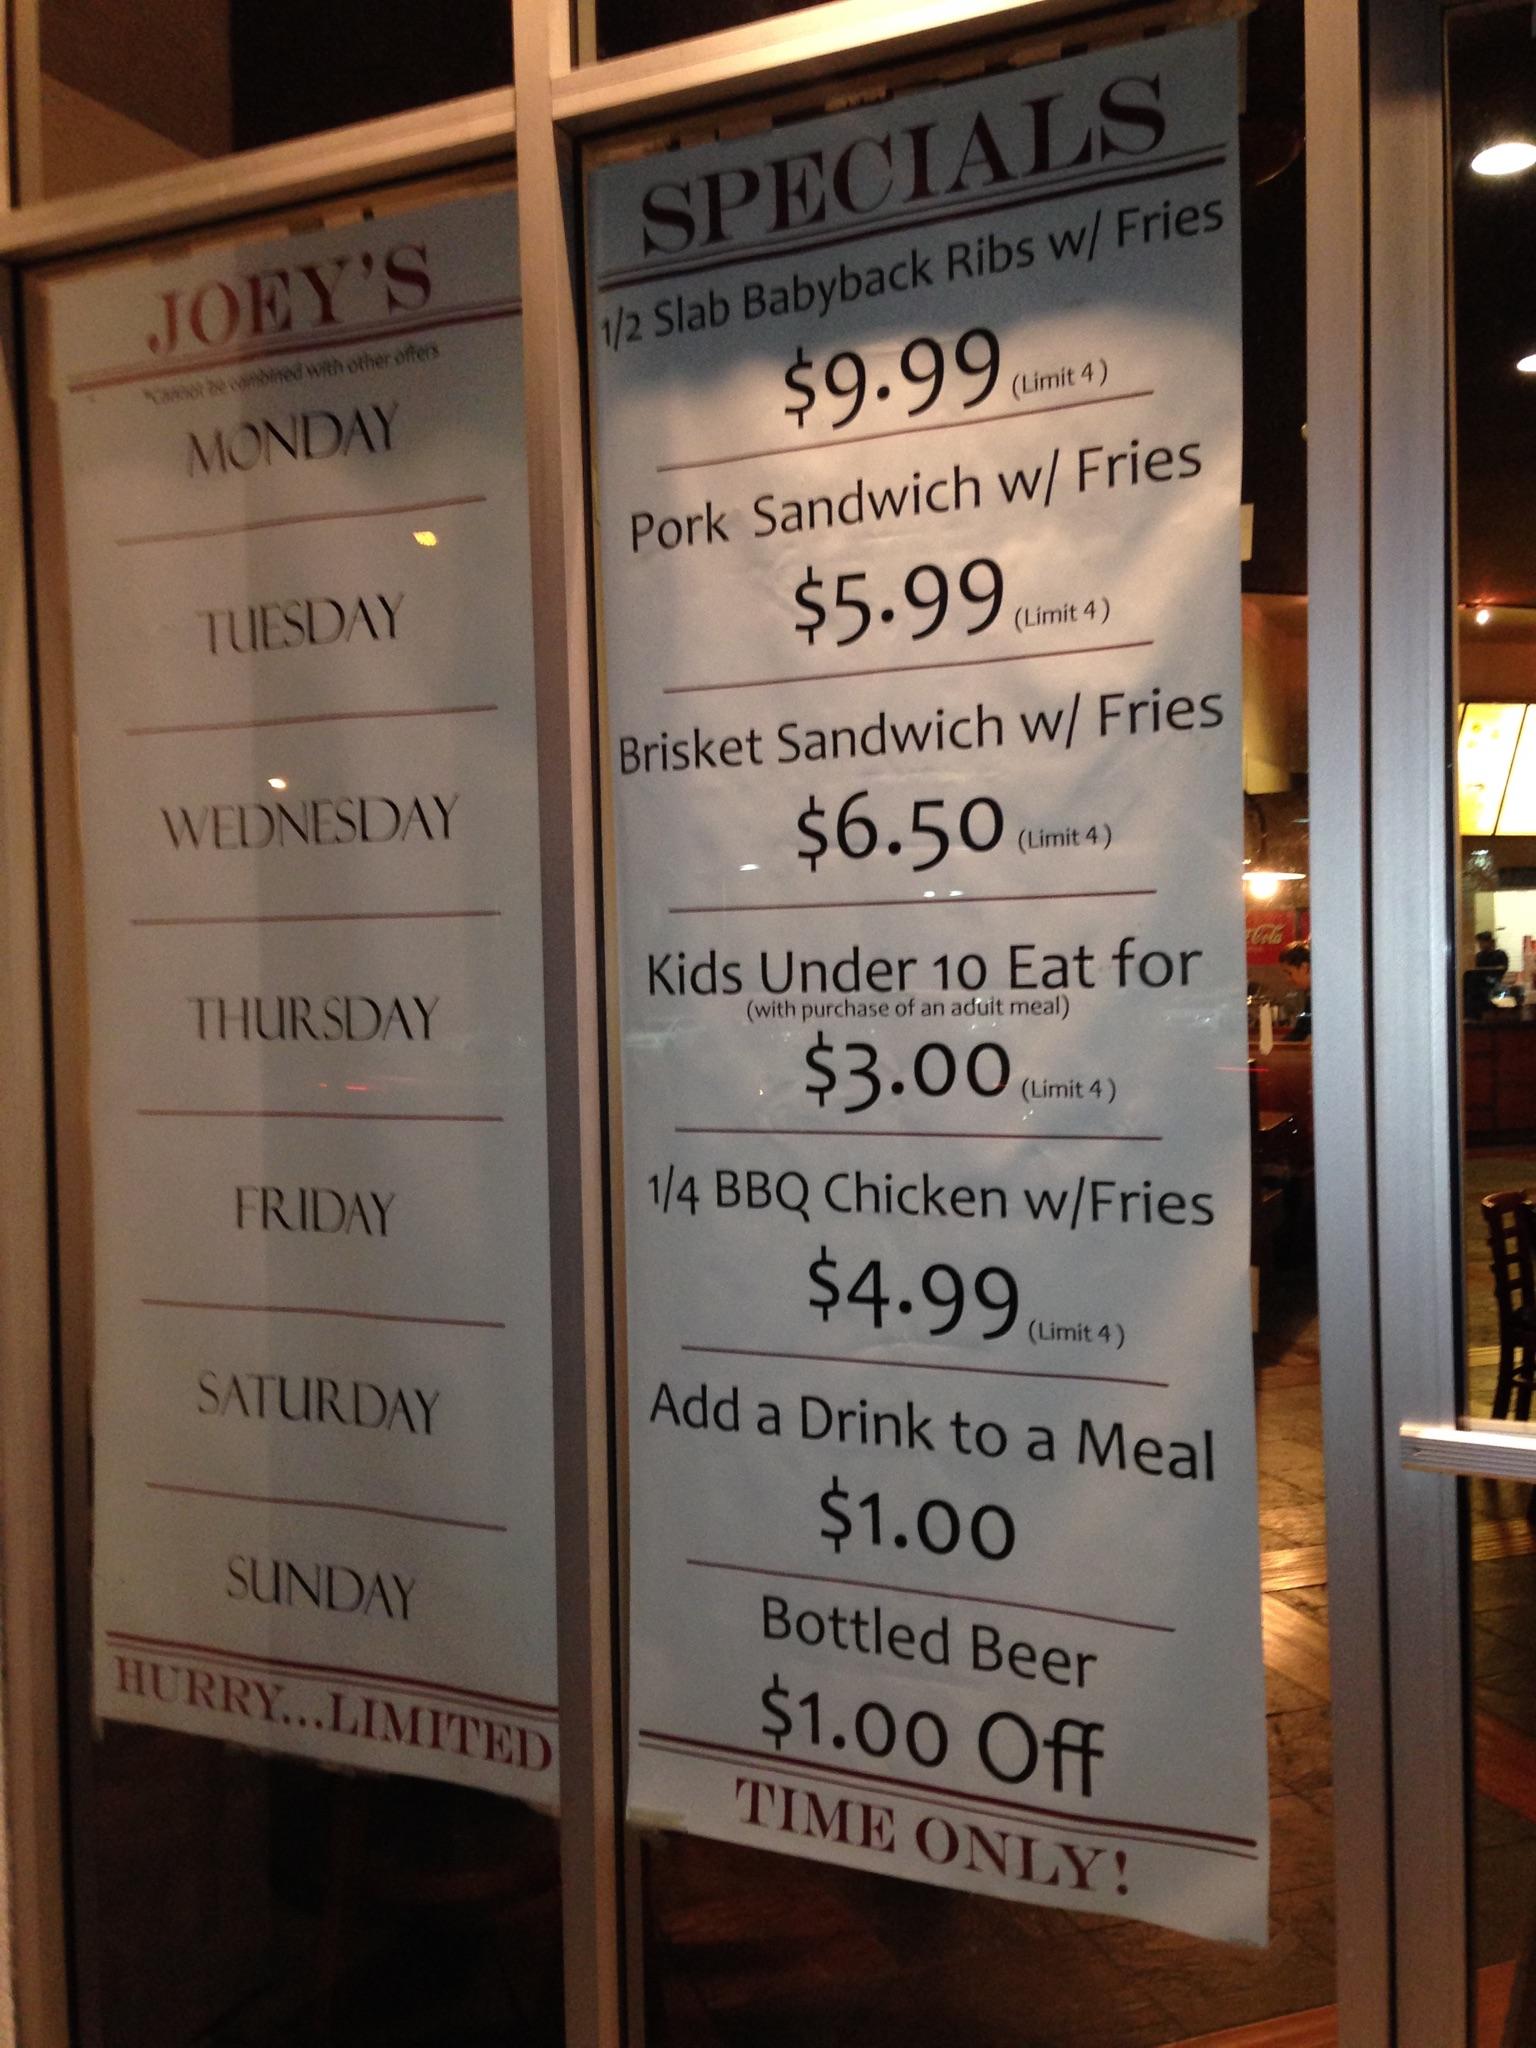 JOEY'S
*Cannot be combined with other offers
MONDAY
TUESDAY
WEDNESDAY
THURSDAY
FRIDAY
SATURDAY
SUNDAY
HURRY...LIMITED
SPECIALS
1/2 Slab Babyback Ribs w/ Fries
$9.99 (Limit 4)
Pork Sandwich w/ Fries
$5.99 (Limit 4)
Brisket Sandwich w/ Fries
$6.50 (Limit 4)
Kids Under 10 Eat for
(with purchase of an aduit meal)
$3.00 (Limit 4)
1/4 BBQ Chicken w/Fries
$4.99 (Limit 4)
Add a Drink to a Meal
$1.00
Bottled Beer
$1.00 Off
TIME ONLY!
Cola